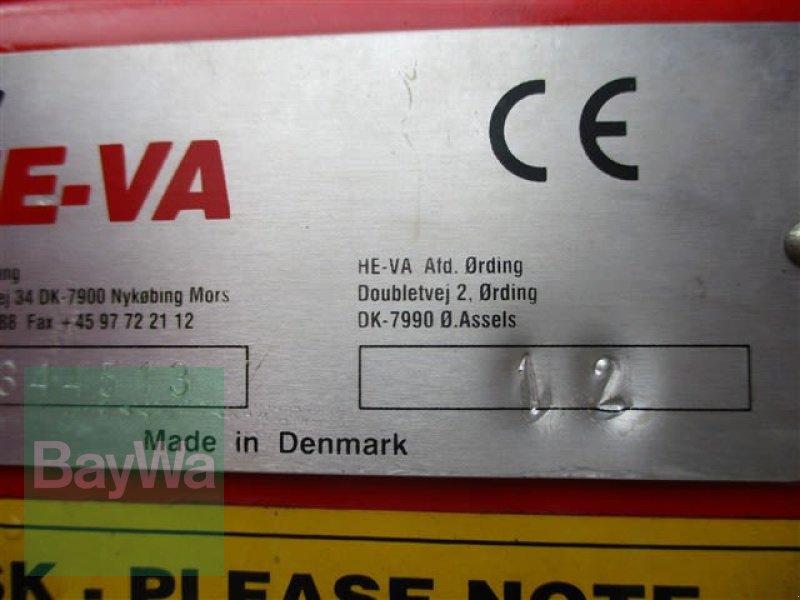 CE
HE-VA
HE-VA Afd. Ørding
34 DK-7900 Nykøbing Mors
Doubletvej 2, Ørding
88 Fax +45 97 72 21 12
DK-7990 Ø.Assels
12
Made in Denmark
BayWa
PLEASE NOTE